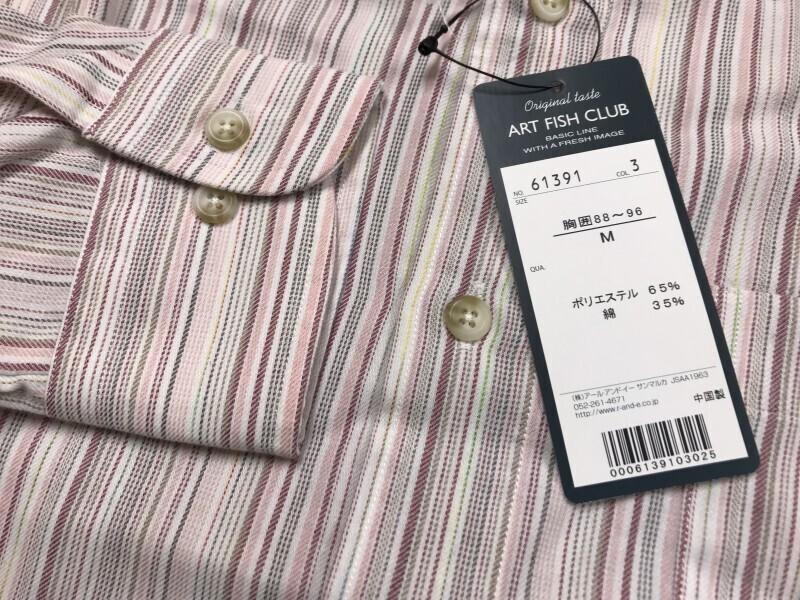 Original taste
ART FISH CLUB
BASIC LINE
WITH A FRESH IMAGE
NO. 61391 COL. 3
SIZE
胸囲88～96
M
QUA.
ポリエステル 65%
綿 35%
(株)アールアンドイー サンマルカ JSAA1963
052-261-4671
http://www.r-and-e.co.jp 中国製
0006139103025